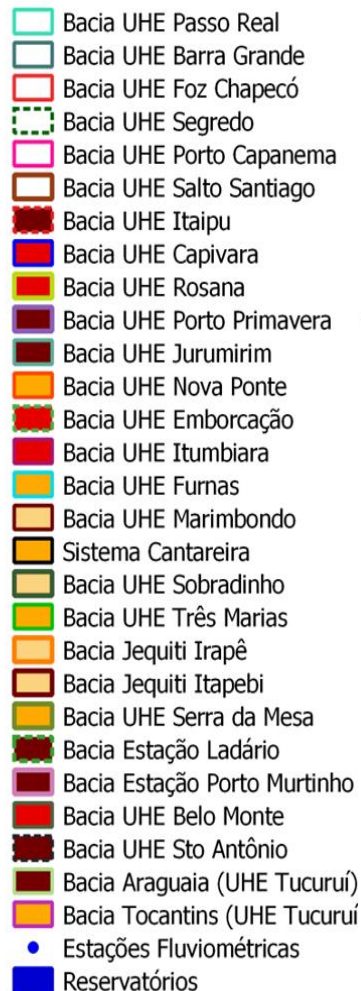 Bacia UHE Passo Real
Bacia UHE Barra Grande
Bacia UHE Foz Chapecó
Bacia UHE Segredo
Bacia UHE Porto Capanema
Bacia UHE Salto Santiago
Bacia UHE Itaipu
Bacia UHE Capivara
Bacia UHE Rosana
Bacia UHE Porto Primavera
Bacia UHE Jurumirim
Bacia UHE Nova Ponte
Bacia UHE Emborcação
Bacia UHE Itumbiara
Bacia UHE Furnas
Bacia UHE Marimbondo
Sistema Cantareira
Bacia UHE Sobradinho
Bacia UHE Três Marias
Bacia Jequiti Irapê
Bacia Jequiti Itapebi
Bacia UHE Serra da Mesa
Bacia Estação Ladário
Bacia Estação Porto Murtinho
Bacia UHE Belo Monte
Bacia UHE Sto Antônio
Bacia Araguaia (UHE Tucuruí)
Bacia Tocantins (UHE Tucuruí
Estações Fluviométricas
Reservatórios